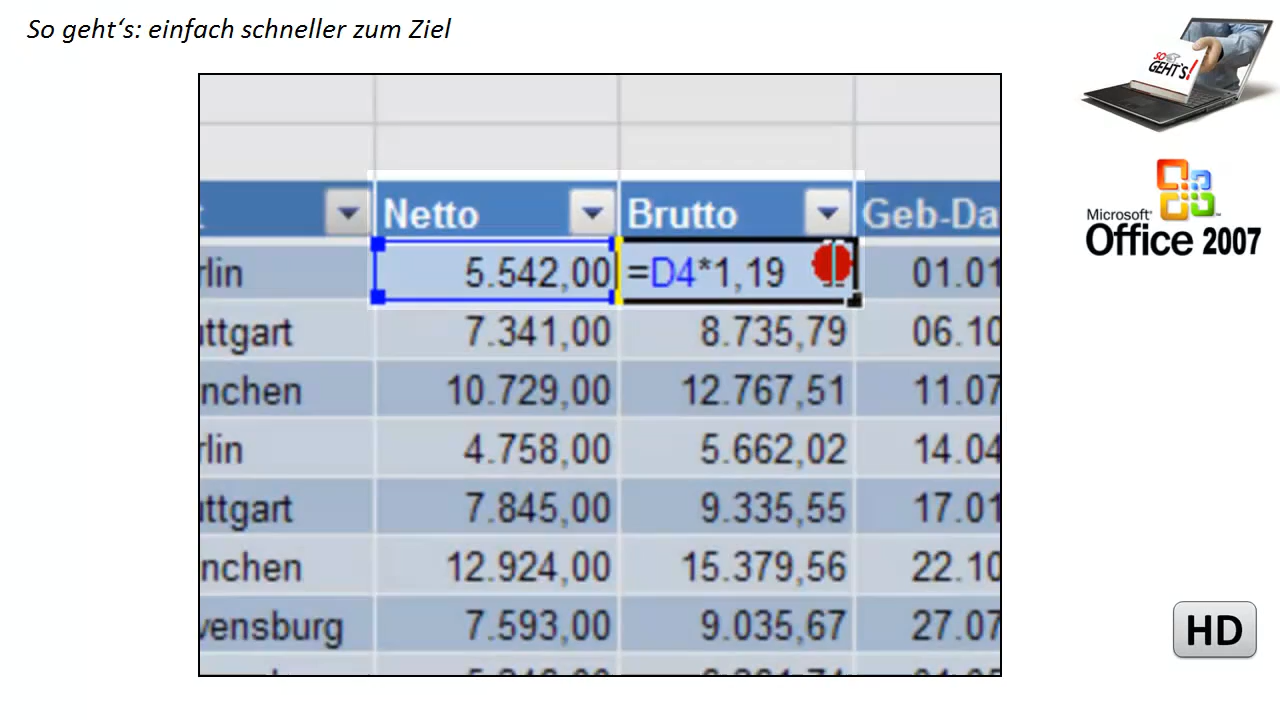 So geht‘s: einfach schneller zum Ziel
SO
GEHT'S!
Microsoft
Office 2007
Netto Brutto Geb-Da
rlin 5.542,00 =D4*1,19 01.01
ttgart 7.341,00 8.735,79 06.10
nchen 10.729,00 12.767,51 11.07
rlin 4.758,00 5.662,02 14.04
ttgart 7.845,00 9.335,55 17.01
nchen 12.924,00 15.379,56 22.10
vensburg 7.593,00 9.035,67 27.07
HD